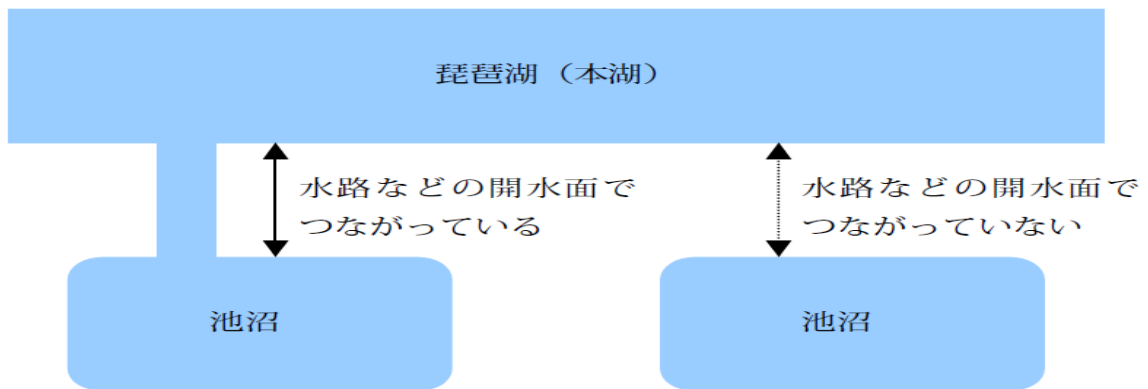 琵琶湖（本湖）
水路などの開水面で
つながっている
水路などの開水面で
つながっていない
池沼
池沼